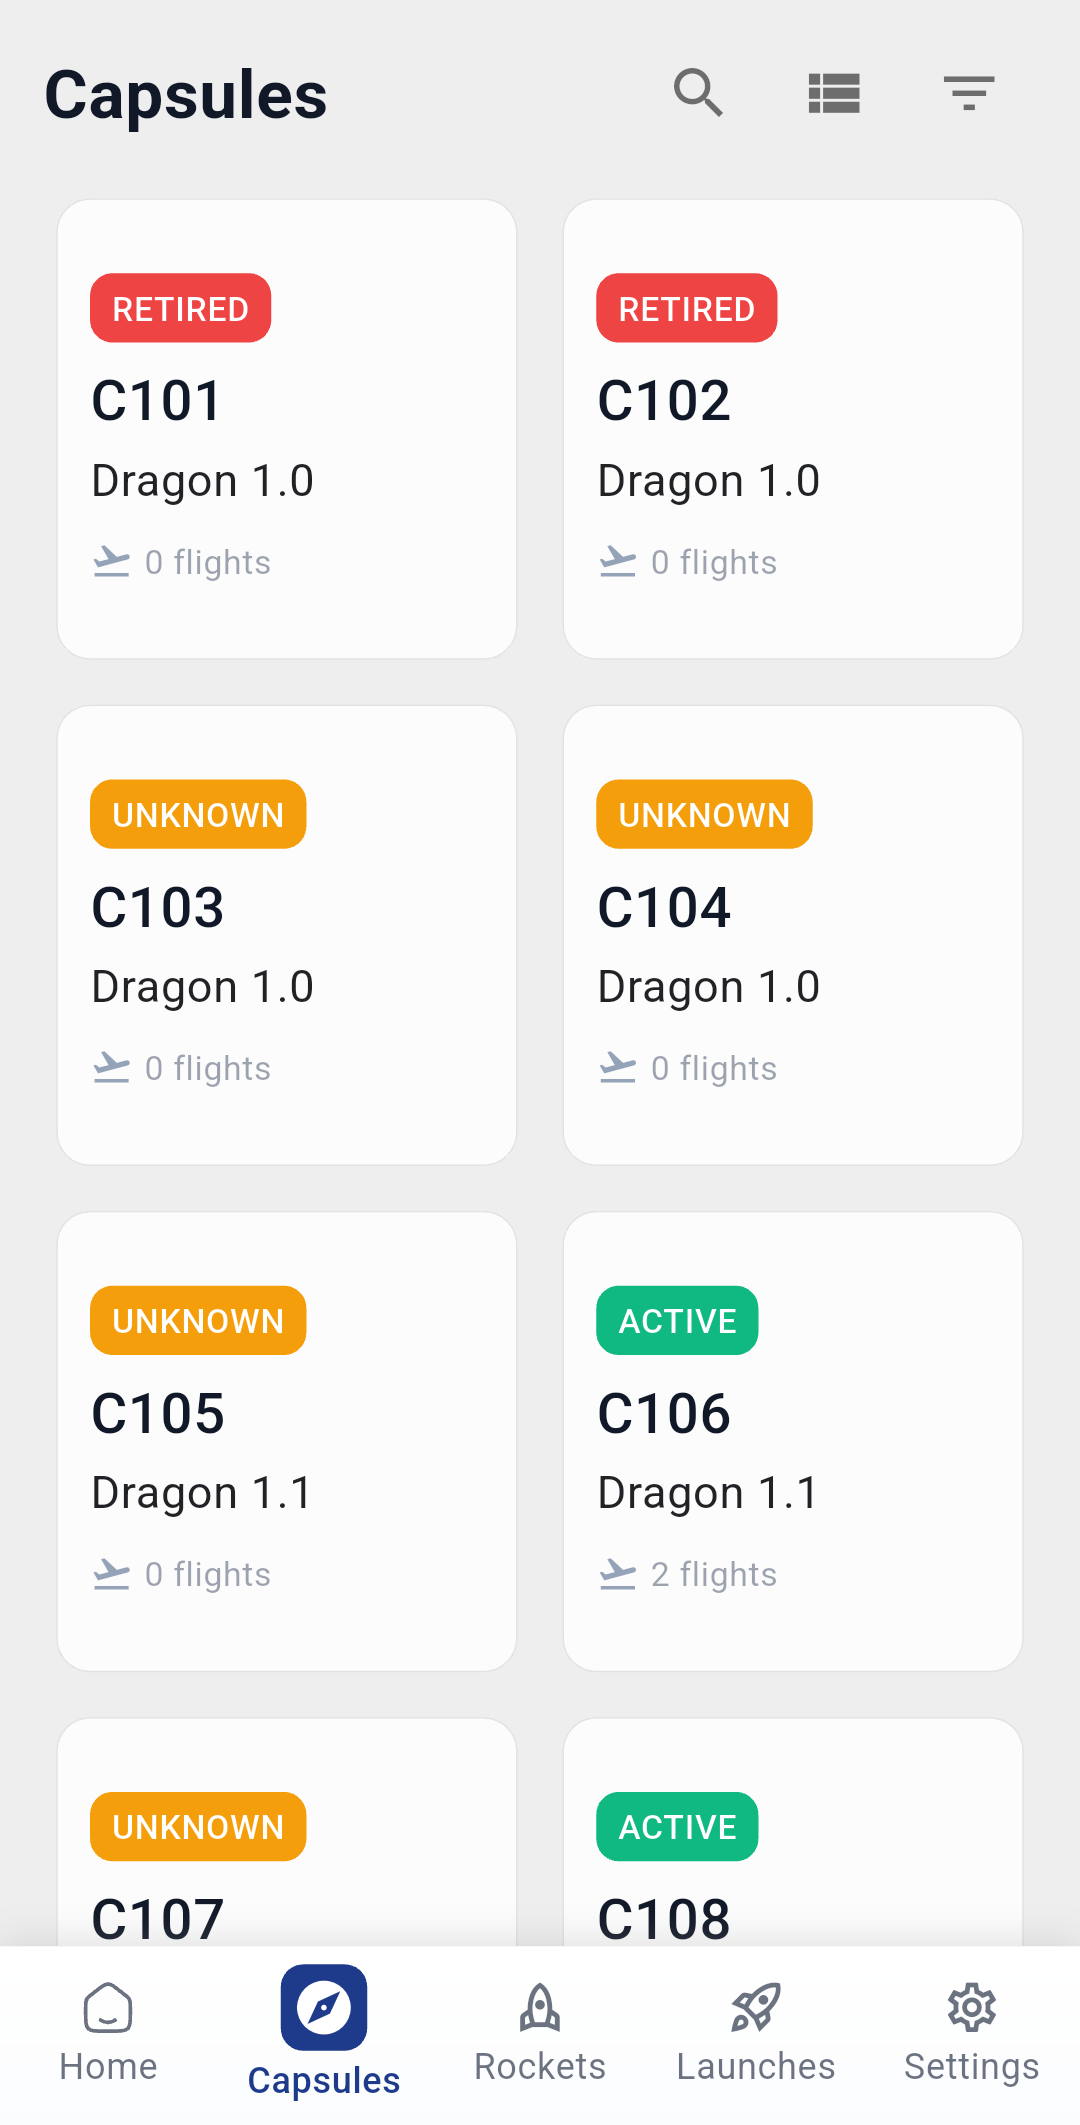 Capsules
RETIRED
C101
Dragon 1.0
0 flights
RETIRED
C102
Dragon 1.0
0 flights
UNKNOWN
C103
Dragon 1.0
0 flights
UNKNOWN
C104
Dragon 1.0
0 flights
UNKNOWN
C105
Dragon 1.1
0 flights
ACTIVE
C106
Dragon 1.1
2 flights
UNKNOWN
C107
ACTIVE
C108
Home
Capsules
Rockets
Launches
Settings